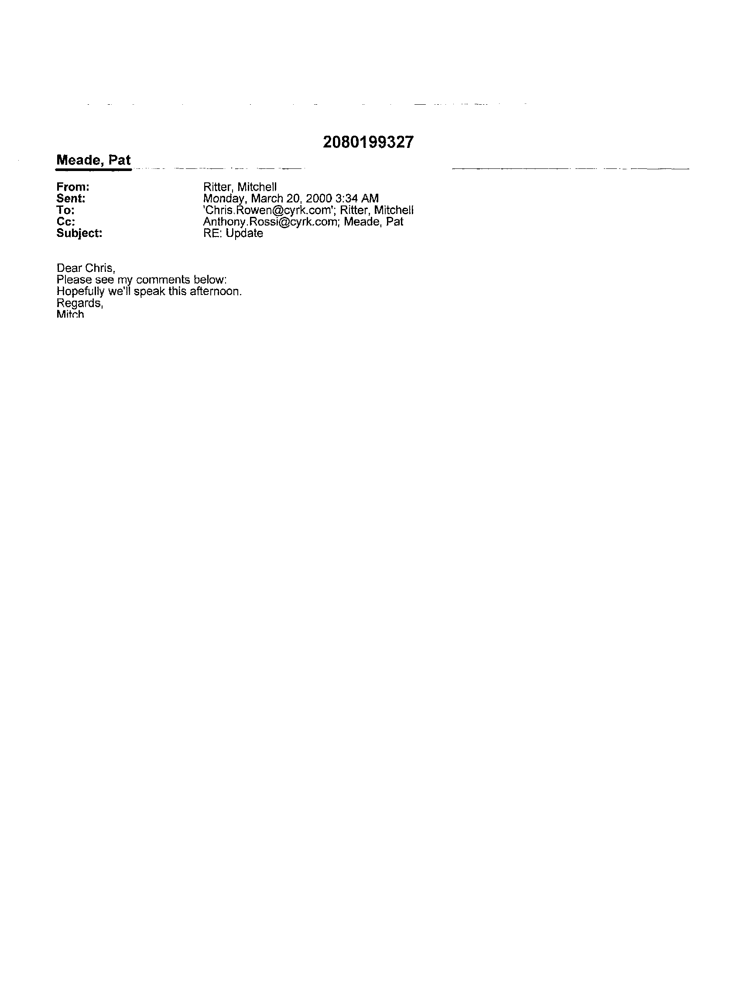 2080199327
Meade, Pat
From: Ritter, Mitchell
Sent: Monday, March 20, 2000 3:34 AM
To: 'Chris.Rowen@cyrk.com'; Ritter, Mitchell
Cc: Anthony.Rossi@cyrk.com; Meade, Pat
Subject: RE: Update
Dear Chris,
Please see my comments below:
Hopefully we'll speak this afternoon.
Regards,
Mitch